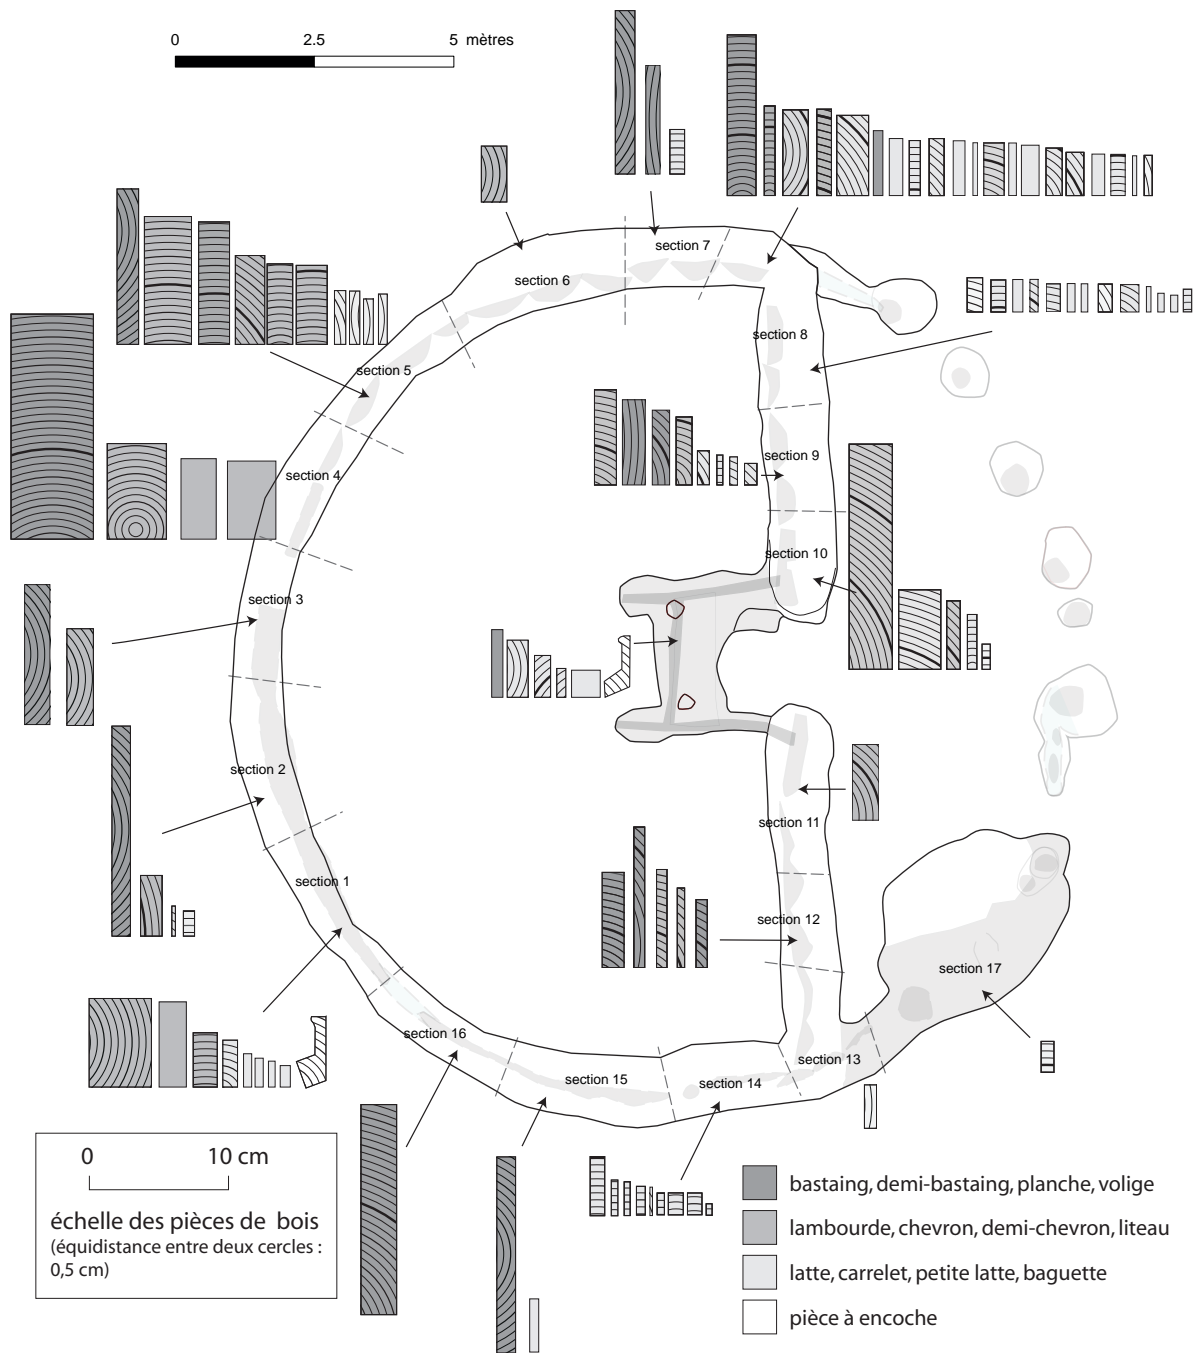 0 2.5 5 mètres
section 7
section 6
section 8
section 5
section 9
section 4
section 10
section 3
section 2
section 11
section 1
section 12
section 17
section 16
section 13
section 15
section 14
0 10 cm
échelle des pièces de bois
(équidistance entre deux cercles :
0,5 cm)
bastaing, demi-bastaing, planche, volige
lambourde, chevron, demi-chevron, liteau
latte, carrelet, petite latte, baguette
pièce à encoche